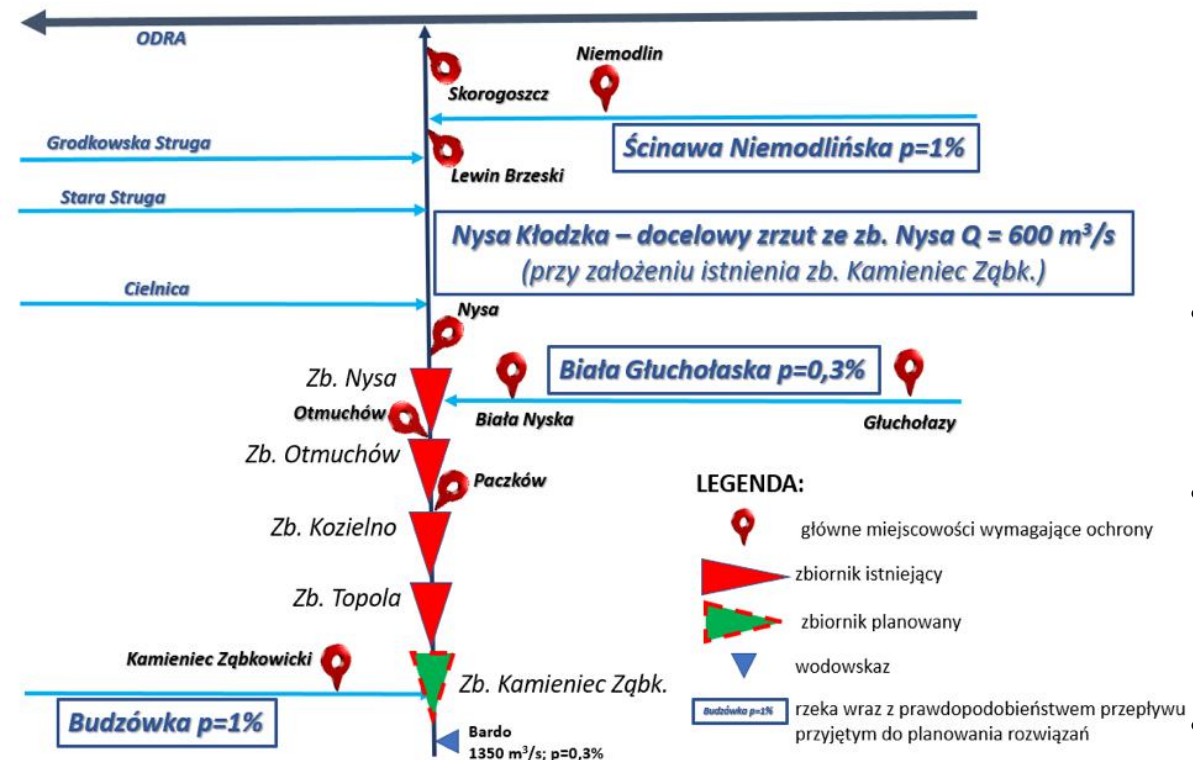 ODRA
Niemodlin
Skorogoszcz
Grodkowska Struga
Ścinawa Niemodlińska p=1%
Lewin Brzeski
Stara Struga
Nysa Kłodzka – docelowy zrzut ze zb. Nysa Q = 600 m³/s
(przy założeniu istnienia zb. Kamieniec Ząbk.)
Cielnica
Nysa
Biała Głuchołaska p=0,3%
Zb. Nysa
Otmuchów
Biała Nyska
Głuchołazy
Zb. Otmuchów
Paczków
Zb. Kozielno
Zb. Topola
Kamieniec Ząbkowicki
Zb. Kamieniec Ząbk.
Budzówka p=1%
Bardo
1350 m³/s; p=0,3%
LEGENDA:
główne miejscowości wymagające ochrony
zbiornik istniejący
zbiornik planowany
wodowskaz
Budzówka p=1%
rzeka wraz z prawdopodobieństwem przepływu
przyjętym do planowania rozwiązań